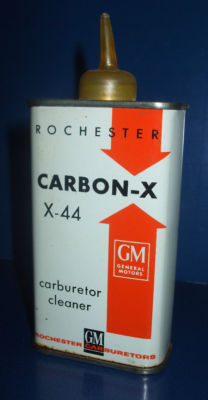 ROCHESTER
CARBON-X
X-44
GM
GENERAL
MOTORS
carburetor
cleaner
GM
ROCHESTER CARBURETORS